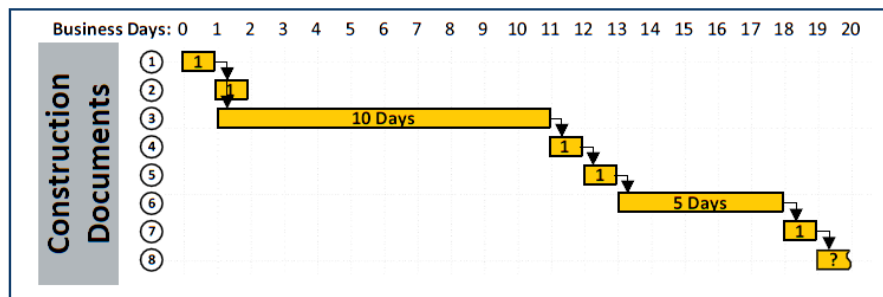 Business Days: 0 1 2 3 4 5 6 7 8 9 10 11 12 13 14 15 16 17 18 19 20
Construction
Documents
1 1
2 1
3 10 Days
4 1
5 1
6 5 Days
7 1
8 ?